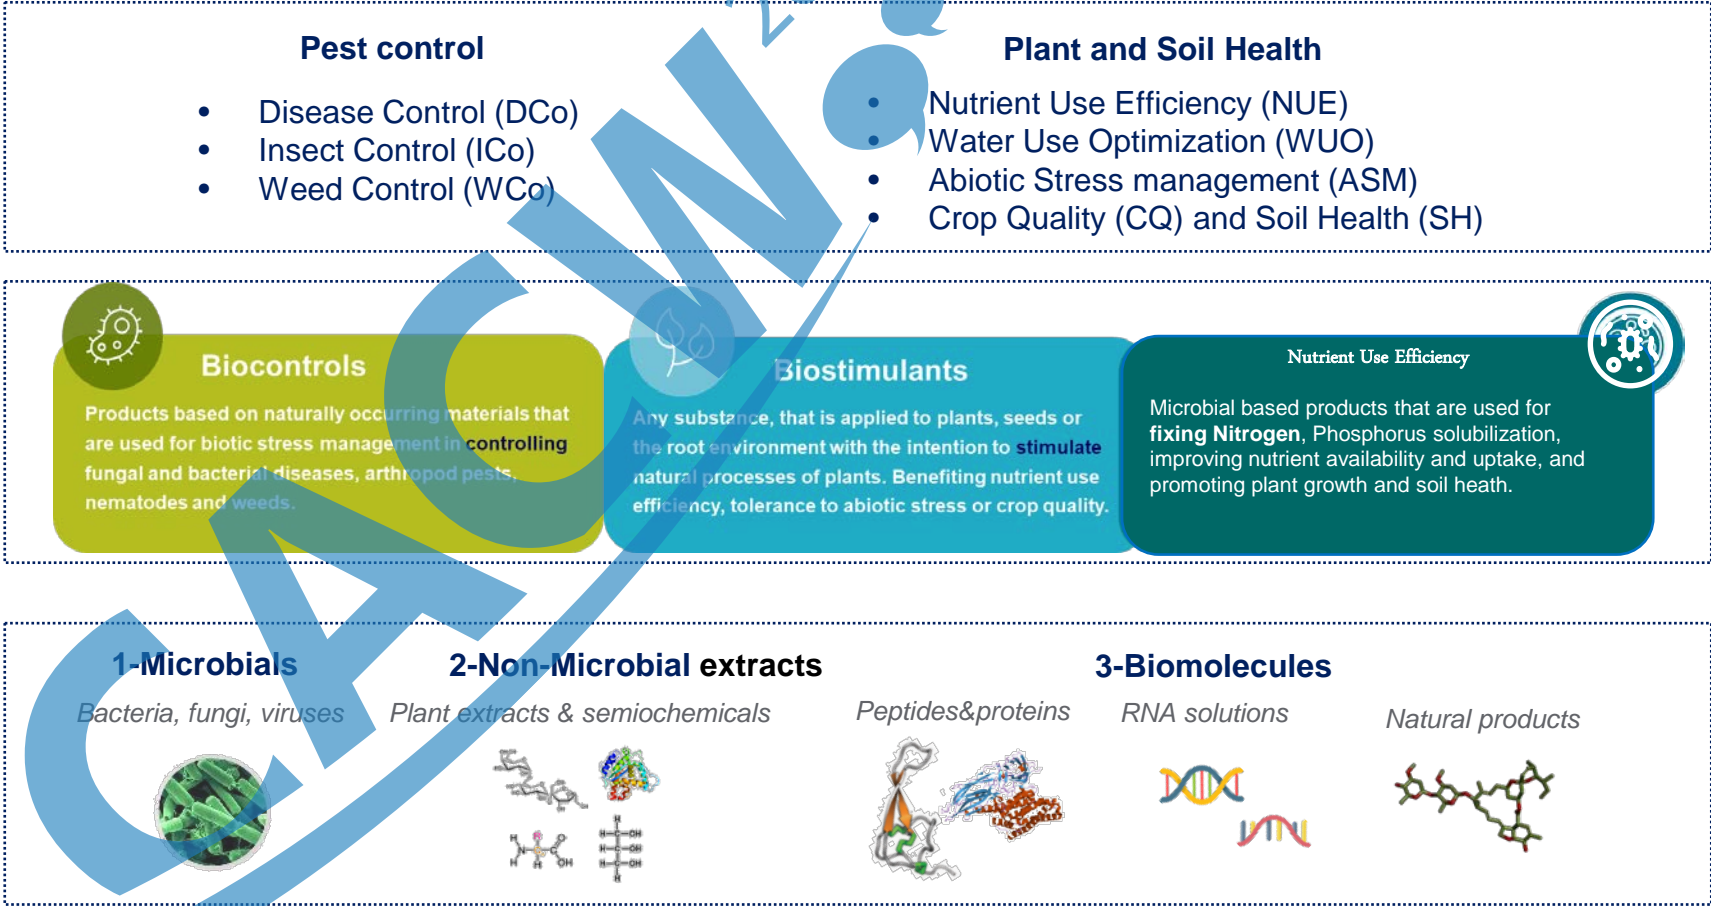 Pest control
• Disease Control (DCo)
• Insect Control (ICo)
• Weed Control (WCo)
Plant and Soil Health
• Nutrient Use Efficiency (NUE)
• Water Use Optimization (WUO)
• Abiotic Stress management (ASM)
• Crop Quality (CQ) and Soil Health (SH)
Biocontrols
Products based on naturally occurring materials that
are used for biotic stress management in controlling
fungal and bacterial diseases, arthropod pests,
nematodes and weeds.
Biostimulants
Any substance, that is applied to plants, seeds or
the root environment with the intention to stimulate
natural processes of plants. Benefiting nutrient use
efficiency, tolerance to abiotic stress or crop quality.
Nutrient Use Efficiency
Microbial based products that are used for
fixing Nitrogen, Phosphorus solubilization,
improving nutrient availability and uptake, and
promoting plant growth and soil heath.
1-Microbials
Bacteria, fungi, viruses
2-Non-Microbial extracts
Plant extracts & semiochemicals
3-Biomolecules
Peptides&proteins
RNA solutions
Natural products
CACW